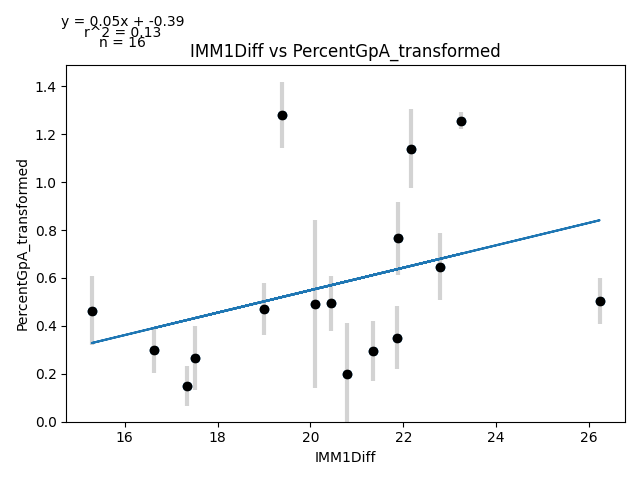 y = 0.05x + -0.39
r^2 = 0.13
n = 16
IMM1Diff vs PercentGpA_transformed
PercentGpA_transformed
1.4
1.2
1.0
0.8
0.6
0.4
0.2
0.0
16
18
20
22
24
26
IMM1Diff